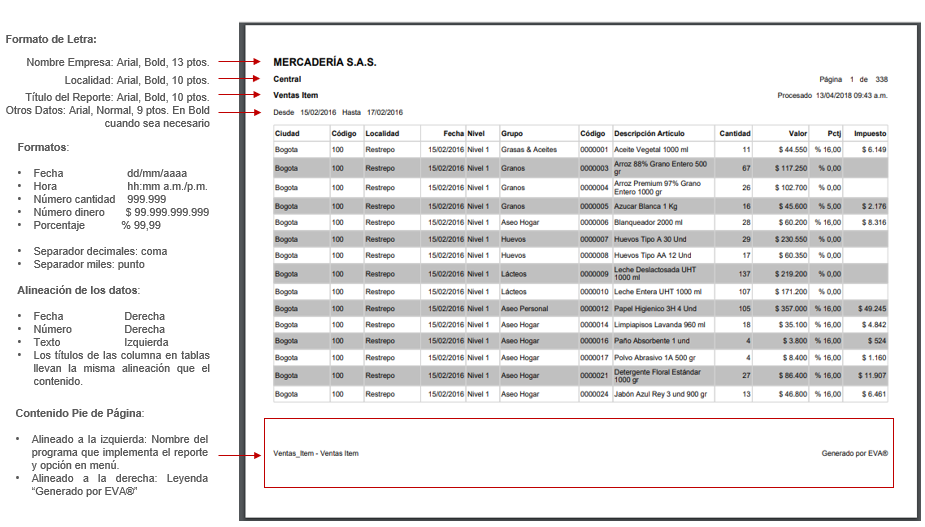 Formato de Letra:
Nombre Empresa: Arial, Bold, 13 ptos.
Localidad: Arial, Bold, 10 ptos.
Título del Reporte: Arial, Bold, 10 ptos.
Otros Datos: Arial, Normal, 9 ptos. En Bold
cuando sea necesario
Formatos:
• Fecha dd/mm/aaaa
• Hora hh:mm a.m./p.m.
• Número cantidad 999.999
• Número dinero $ 99.999.999.999
• Porcentaje % 99,99
• Separador decimales: coma
• Separador miles: punto
Alineación de los datos:
• Fecha Derecha
• Número Derecha
• Texto Izquierda
• Los títulos de las columna en tablas
llevan la misma alineación que el
contenido.
Contenido Pie de Página:
• Alineado a la izquierda: Nombre del
programa que implementa el reporte
y opción en menú.
• Alineado a la derecha: Leyenda
“Generado por EVA®”
MERCADERÍA S.A.S.
Central
Página 1 de 338
Ventas Item
Procesado 13/04/2018 09:43 a.m.
Desde 15/02/2016 Hasta 17/02/2016
Ciudad Código Localidad Fecha Nivel Grupo Código Descripción Articulo Cantidad Valor Pctj Impuesto
Bogota 100 Restrepo 15/02/2016 Nivel 1 Grasas & Aceites 0000001 Aceite Vegetal 1000 ml 11 $ 44.550 % 16,00 $ 6.149
Bogota 100 Restrepo 15/02/2016 Nivel 1 Granos 0000003 Arroz 88% Grano Entero 500 gr 67 $ 117.250 % 0,00
Bogota 100 Restrepo 15/02/2016 Nivel 1 Granos 0000004 Arroz Premium 97% Grano Entero 1000 gr 26 $ 102.700 % 0,00
Bogota 100 Restrepo 15/02/2016 Nivel 1 Granos 0000005 Azucar Blanca 1 Kg 16 $ 45.600 % 5,00 $ 2.176
Bogota 100 Restrepo 15/02/2016 Nivel 1 Aseo Hogar 0000006 Blanqueador 2000 ml 28 $ 60.200 % 16,00 $ 8.316
Bogota 100 Restrepo 15/02/2016 Nivel 1 Huevos 0000007 Huevos Tipo A 30 Und 29 $ 230.550 % 0,00
Bogota 100 Restrepo 15/02/2016 Nivel 1 Huevos 0000008 Huevos Tipo AA 12 Und 17 $ 60.350 % 0,00
Bogota 100 Restrepo 15/02/2016 Nivel 1 Lácteos 0000009 Leche Deslactosada UHT 1000 ml 137 $ 219.200 % 0,00
Bogota 100 Restrepo 15/02/2016 Nivel 1 Lácteos 0000010 Leche Entera UHT 1000 ml 107 $ 171.200 % 0,00
Bogota 100 Restrepo 15/02/2016 Nivel 1 Aseo Personal 0000012 Papel Higienico 3H 4 Und 105 $ 357.000 % 16,00 $ 49.245
Bogota 100 Restrepo 15/02/2016 Nivel 1 Aseo Hogar 0000014 Limpiapisos Lavanda 960 ml 18 $ 35.100 % 16,00 $ 4.842
Bogota 100 Restrepo 15/02/2016 Nivel 1 Aseo Hogar 0000016 Paño Absorbente 1 und 4 $ 3.800 % 16,00 $ 524
Bogota 100 Restrepo 15/02/2016 Nivel 1 Aseo Hogar 0000017 Polvo Abrasivo 1A 500 gr 4 $ 8.400 % 16,00 $ 1.160
Bogota 100 Restrepo 15/02/2016 Nivel 1 Aseo Hogar 0000021 Detergente Floral Estándar 1000 gr 27 $ 86.400 % 16,00 $ 11.907
Bogota 100 Restrepo 15/02/2016 Nivel 1 Aseo Hogar 0000024 Jabón Azul Rey 3 und 900 gr 13 $ 46.800 % 16,00 $ 6.461
Ventas_Item - Ventas Item
Generado por EVA®